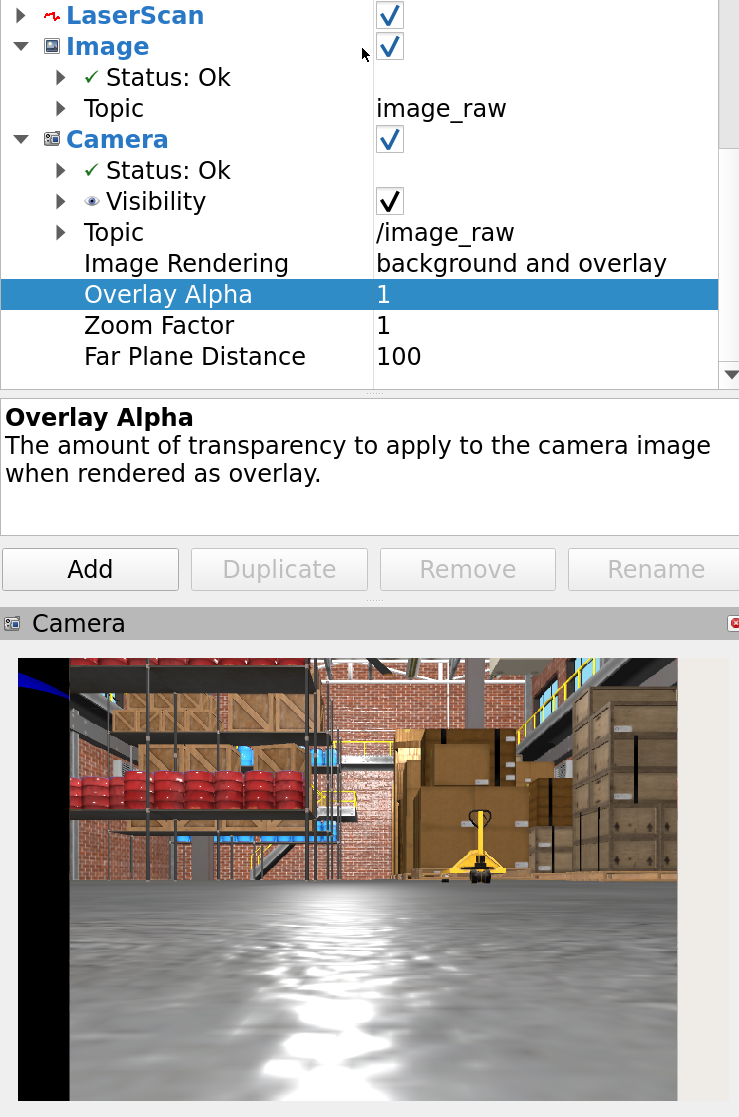 LaserScan
Image
Status: Ok
Topic image_raw
Camera
Status: Ok
Visibility
Topic /image_raw
Image Rendering background and overlay
Overlay Alpha 1
Zoom Factor 1
Far Plane Distance 100
Overlay Alpha
The amount of transparency to apply to the camera image
when rendered as overlay.
Add Duplicate Remove Rename
Camera